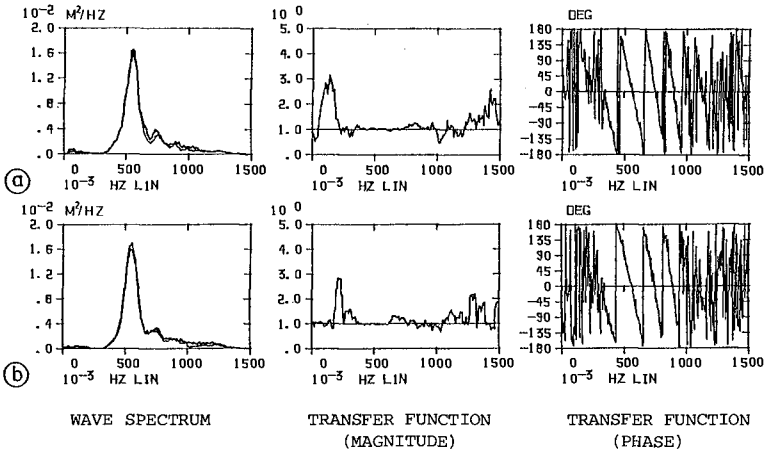 10⁻² M²/HZ
2.0
1.6
1.2
.8
.4
.0
0 500 1000 1500
10⁻³ HZ LIN
10 0
5.0
4.0
3.0
2.0
1.0
.0
0 500 1000 1500
10⁻³ HZ LIN
DEG
180
135
90
45
0
-45
-90
-135
-180
0 500 1000 1500
10⁻³ HZ LIN
a
10⁻² M²/HZ
2.0
1.6
1.2
.8
.4
.0
0 500 1000 1500
10⁻³ HZ LIN
10 0
5.0
4.0
3.0
2.0
1.0
.0
0 500 1000 1500
10⁻³ HZ LIN
DEG
180
135
90
45
0
-45
-90
-135
-180
0 500 1000 1500
10⁻³ HZ LIN
b
WAVE SPECTRUM
TRANSFER FUNCTION
(MAGNITUDE)
TRANSFER FUNCTION
(PHASE)